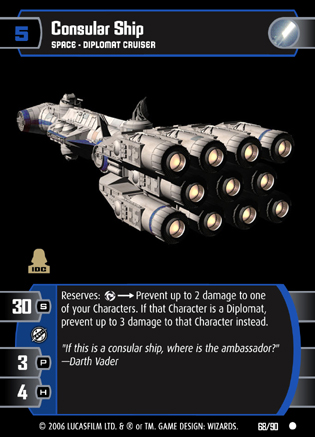 5
Consular Ship
SPACE - DIPLOMAT CRUISER
IDC
30 S
Reserves: → Prevent up to 2 damage to one
of your Characters. If that Character is a Diplomat,
prevent up to 3 damage to that Character instead.
"If this is a consular ship, where is the ambassador?"
—Darth Vader
3 P
4 H
© 2006 LUCASFILM LTD. & ® or TM. GAME DESIGN: WIZARDS.
68/90